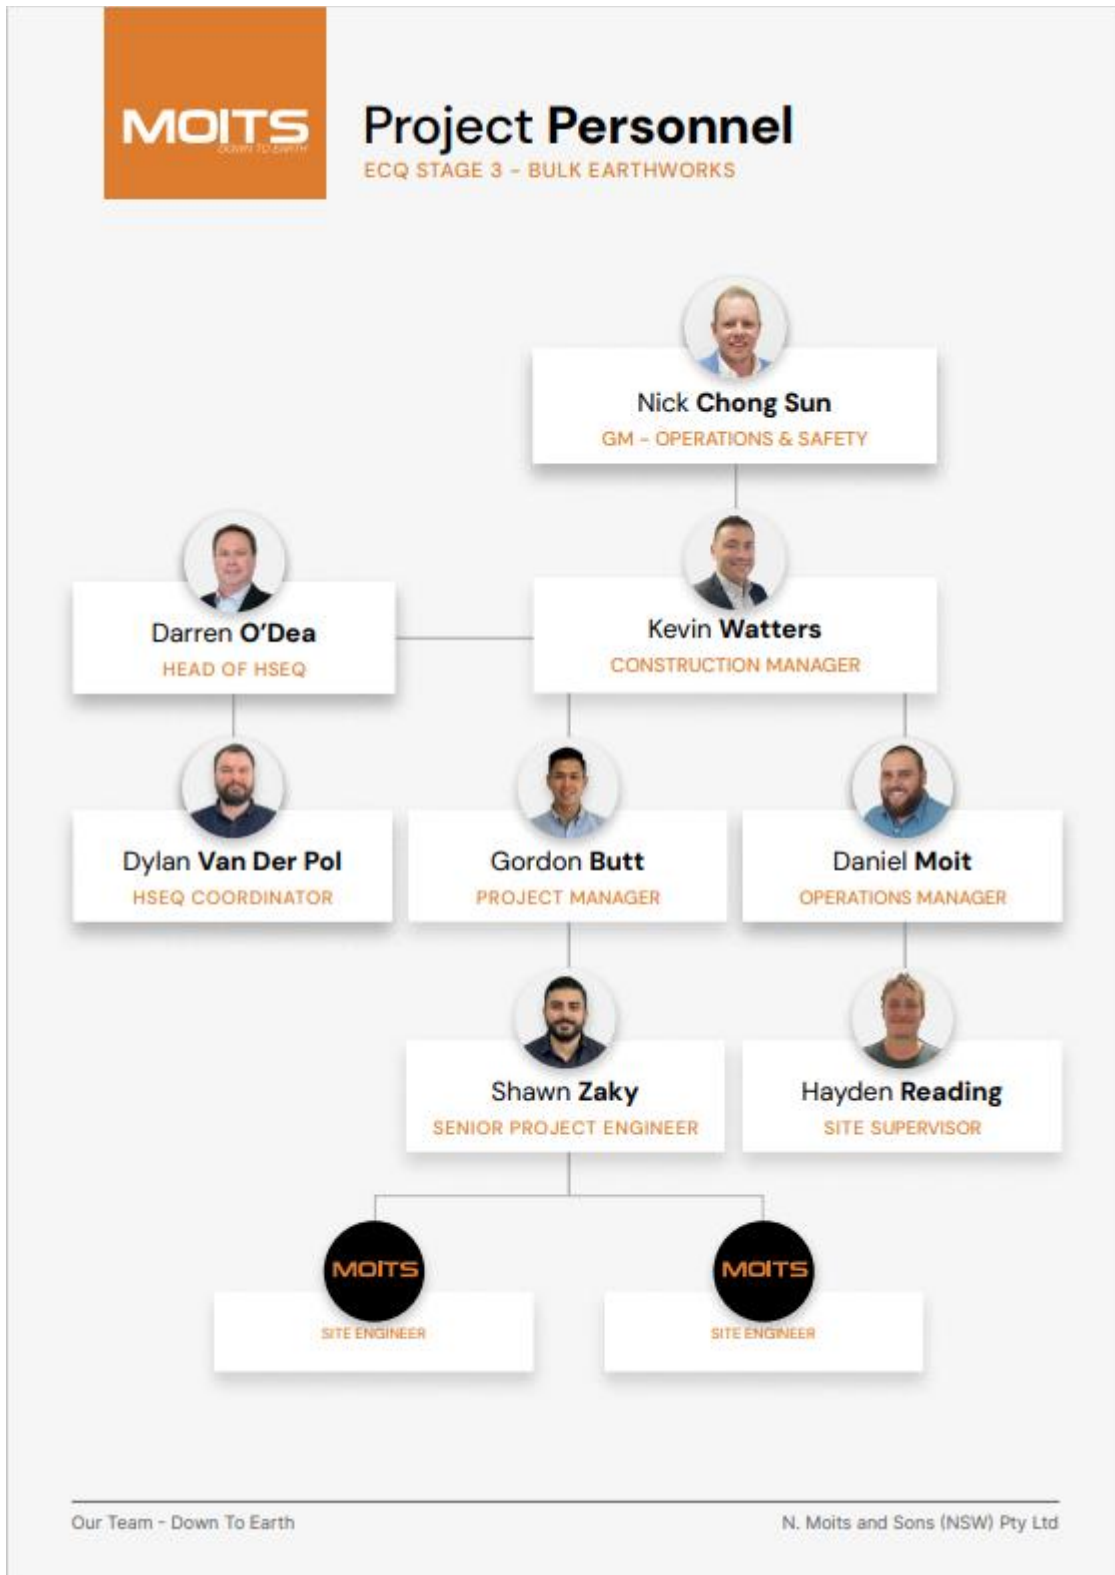 MOITS
DOWN TO EARTH
Project Personnel
ECQ STAGE 3 - BULK EARTHWORKS
Nick Chong Sun
GM - OPERATIONS & SAFETY
Darren O'Dea
HEAD OF HSEQ
Kevin Watters
CONSTRUCTION MANAGER
Dylan Van Der Pol
HSEQ COORDINATOR
Gordon Butt
PROJECT MANAGER
Daniel Moit
OPERATIONS MANAGER
Shawn Zaky
SENIOR PROJECT ENGINEER
Hayden Reading
SITE SUPERVISOR
MOITS
SITE ENGINEER
MOITS
SITE ENGINEER
Our Team - Down To Earth
N. Moits and Sons (NSW) Pty Ltd